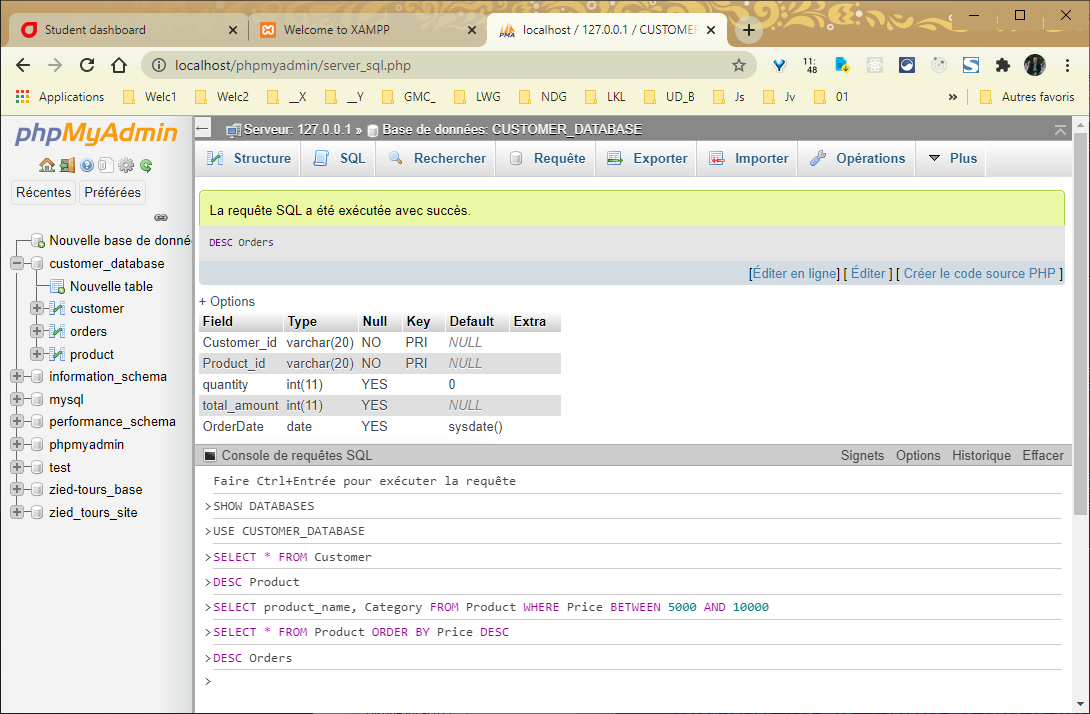 Student dashboard
Welcome to XAMPP
localhost / 127.0.0.1 / CUSTOMER
localhost/phpmyadmin/server_sql.php
11:
48
Applications
Welc1
Welc2
__X
__Y
GMC_
LWG
NDG
LKL
UD_B
Js
Jv
01
»
Autres favoris
phpMyAdmin
Récentes
Préférées
Nouvelle base de donné
customer_database
Nouvelle table
customer
orders
product
information_schema
mysql
performance_schema
phpmyadmin
test
zied-tours_base
zied_tours_site
Serveur: 127.0.0.1 » Base de données: CUSTOMER_DATABASE
Structure
SQL
Rechercher
Requête
Exporter
Importer
Opérations
Plus
La requête SQL a été exécutée avec succès.
DESC Orders
[Éditer en ligne] [ Éditer ] [ Créer le code source PHP ]
+ Options
Field Type Null Key Default Extra
Customer_id varchar(20) NO PRI NULL
Product_id varchar(20) NO PRI NULL
quantity int(11) YES 0
total_amount int(11) YES NULL
OrderDate date YES sysdate()
Console de requêtes SQL
Signets Options Historique Effacer
Faire Ctrl+Entrée pour exécuter la requête
>SHOW DATABASES
>USE CUSTOMER_DATABASE
>SELECT * FROM Customer
>DESC Product
>SELECT product_name, Category FROM Product WHERE Price BETWEEN 5000 AND 10000
>SELECT * FROM Product ORDER BY Price DESC
>DESC Orders
>